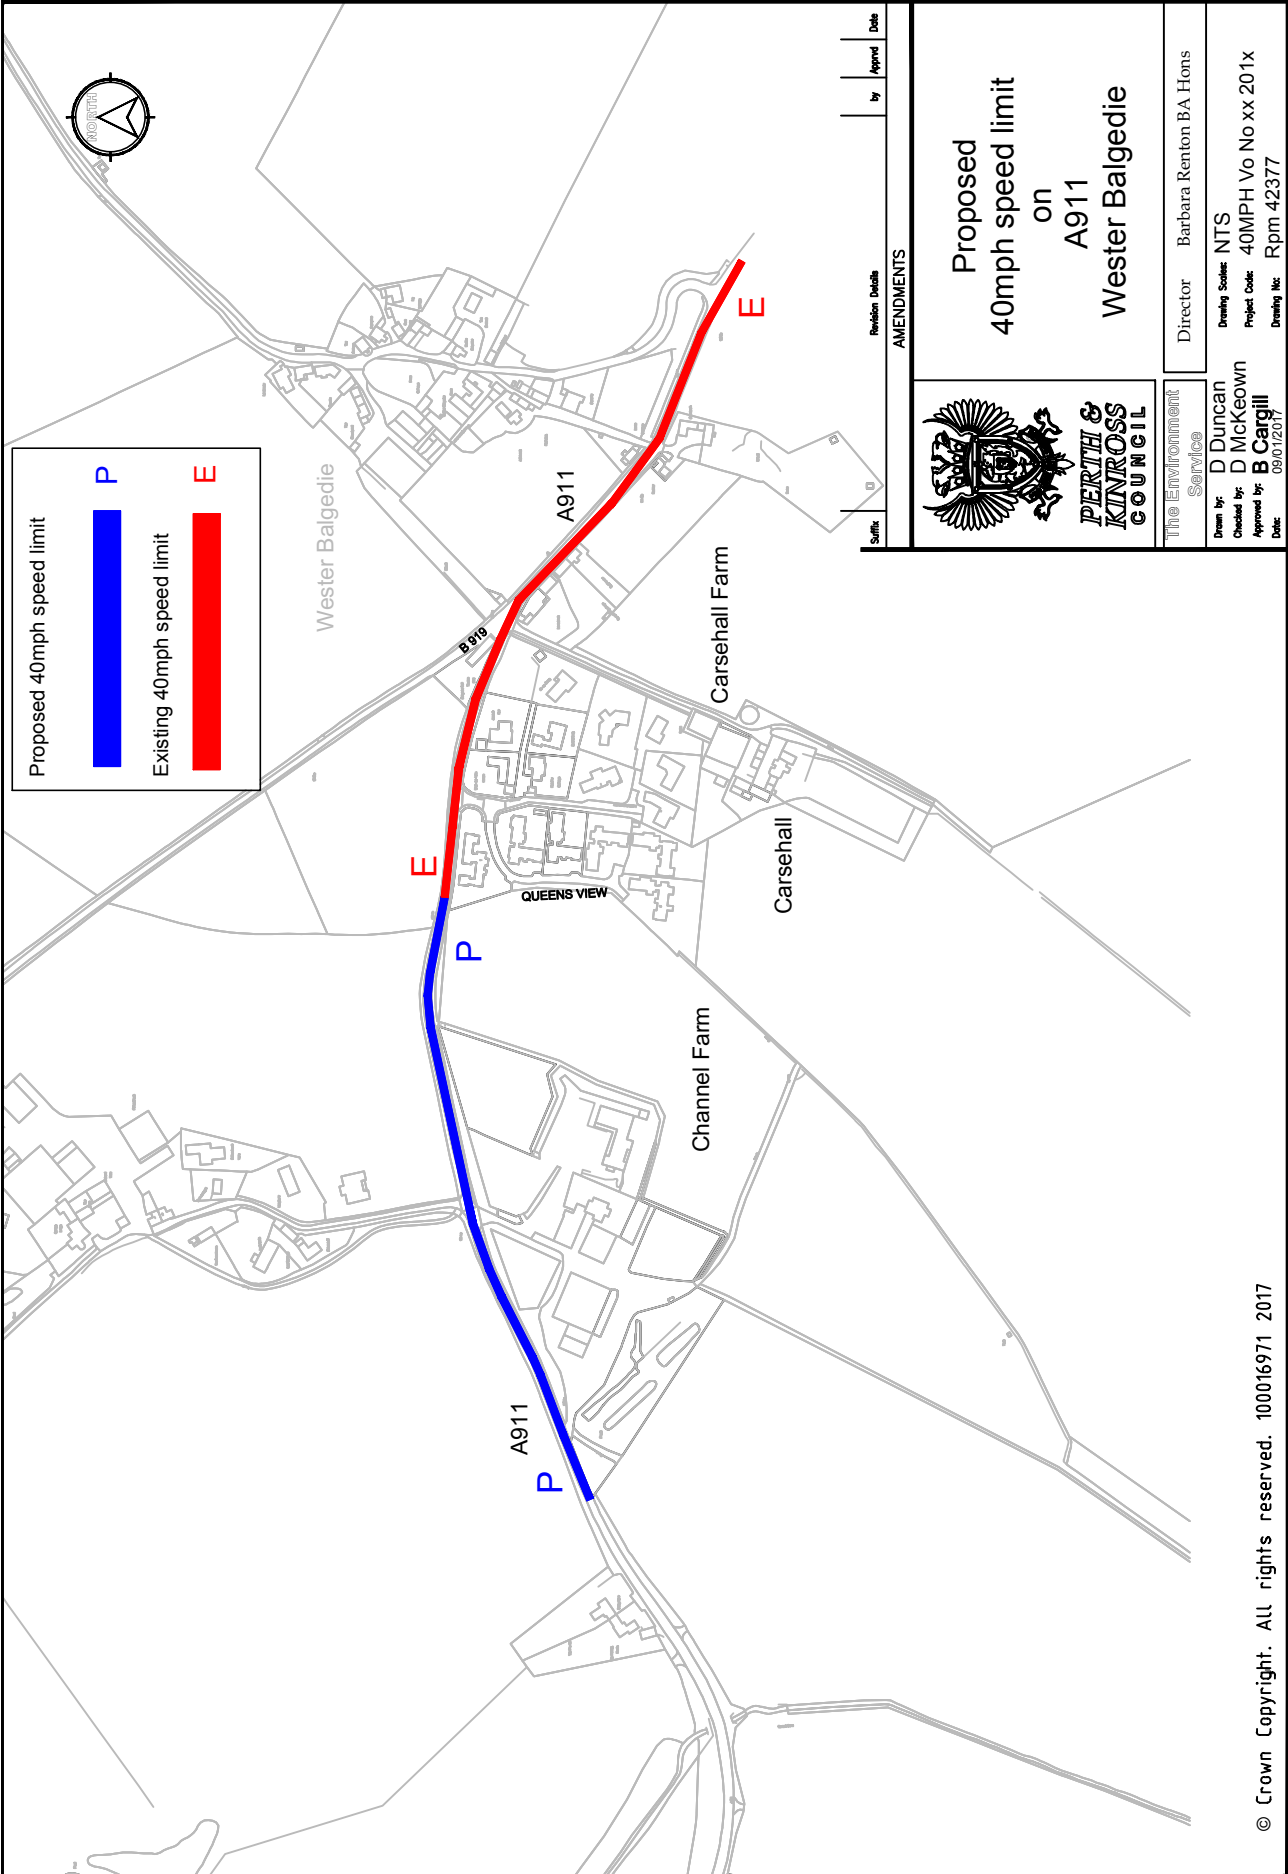 Proposed 40mph speed limit
P
Existing 40mph speed limit
E
NORTH
Wester Balgedie
B 919
A911
E
E
P
QUEENS VIEW
Carsehall Farm
Carsehall
Channel Farm
A911
P
Suffix
Revision Details
by
Apprvd
Date
AMENDMENTS
PERTH &
KINROSS
COUNCIL
Proposed
40mph speed limit
on
A911
Wester Balgedie
The Environment
Service
Director Barbara Renton BA Hons
Drawn by: D Duncan
Checked by: D McKeown
Approved by: B Cargill
Date: 09/01/2017
Drawing Scales: NTS
Project Code: 40MPH Vo No xx 201x
Drawing No: Rpm 42377
© Crown Copyright. All rights reserved. 100016971 2017